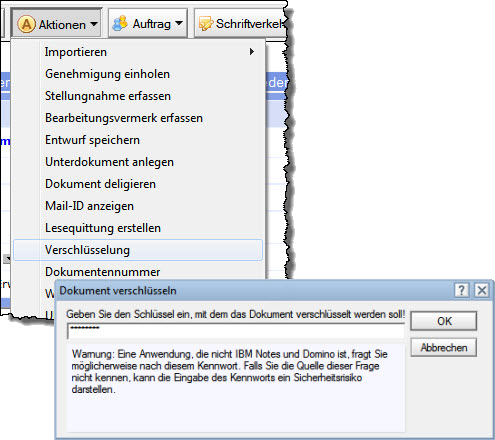 Aktionen
Auftrag
Schriftverkeh
Importieren
Genehmigung einholen
Stellungnahme erfassen
Bearbeitungsvermerk erfassen
Entwurf speichern
Unterdokument anlegen
Dokument deligieren
Mail-ID anzeigen
Lesequittung erstellen
Verschlüsselung
Dokumentennummer
Dokument verschlüsseln
Geben Sie den Schlüssel ein, mit dem das Dokument verschlüsselt werden soll!
********
OK
Abbrechen
Warnung: Eine Anwendung, die nicht IBM Notes und Domino ist, fragt Sie
möglicherweise nach diesem Kennwort. Falls Sie die Quelle dieser Frage
nicht kennen, kann die Eingabe des Kennworts ein Sicherheitsrisiko
darstellen.